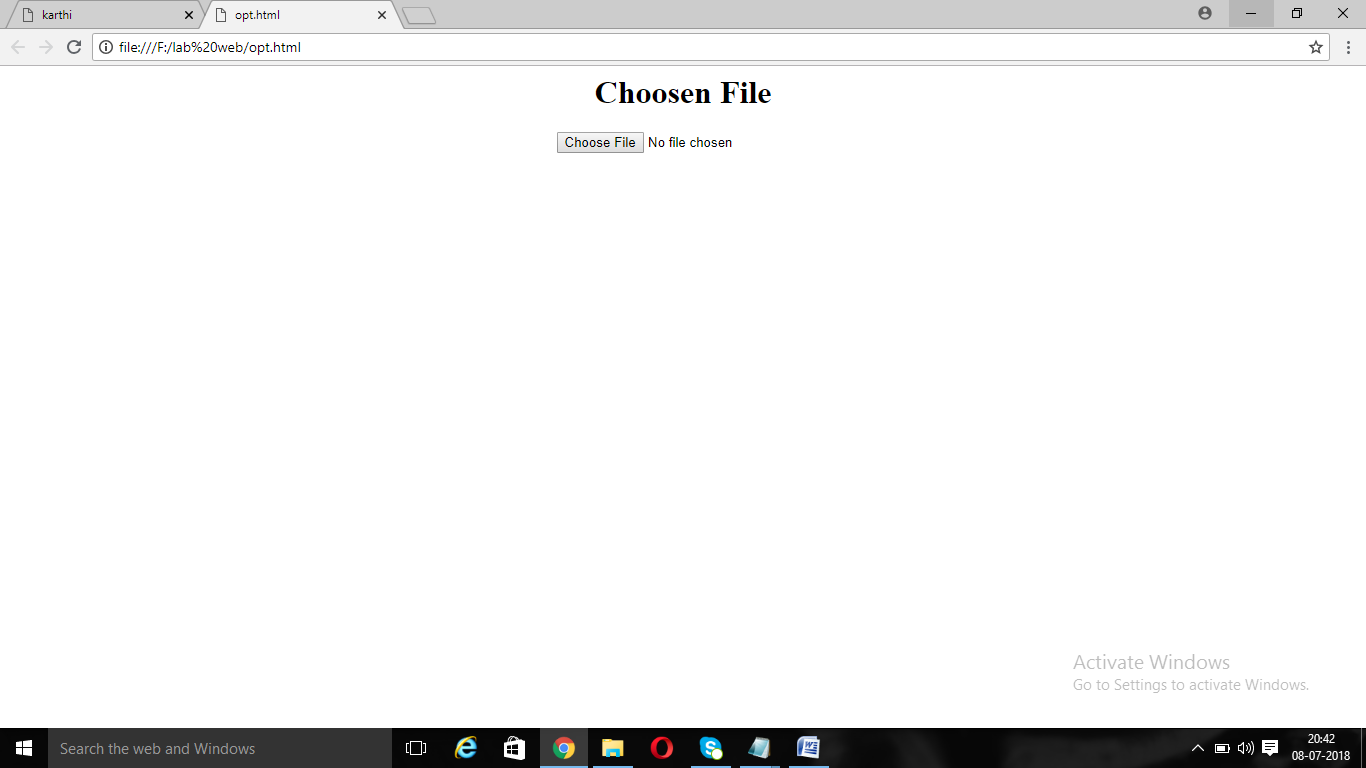 karthi
opt.html
file:///F:/lab%20web/opt.html
Choosen File
Choose File No file chosen
Activate Windows
Go to Settings to activate Windows.
Search the web and Windows
20:42
08-07-2018